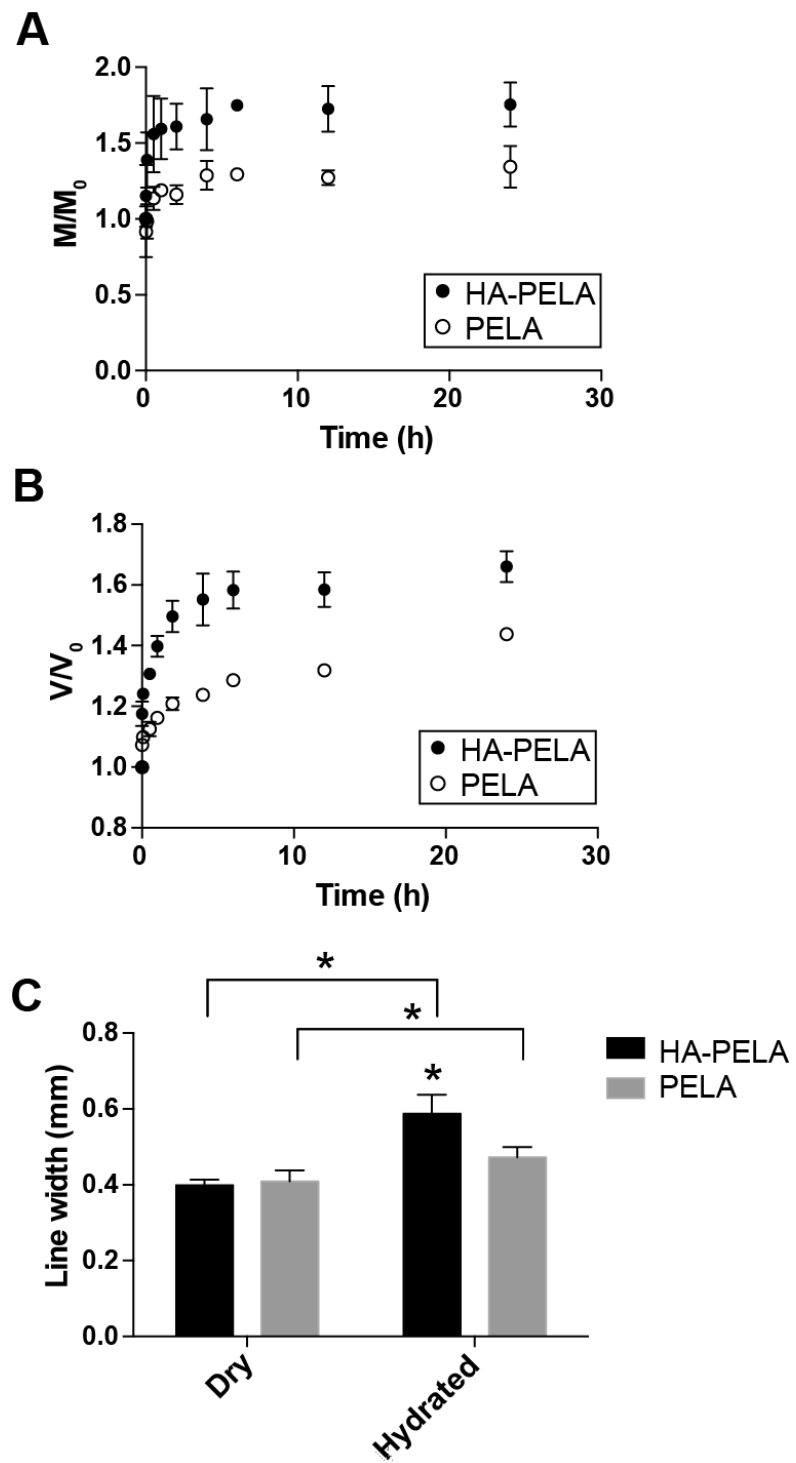 A
2.0
1.5
1.0
0.5
0.0
M/M0
HA-PELA
PELA
0 10 20 30
Time (h)
B
1.8
1.6
1.4
1.2
1.0
0.8
V/V0
HA-PELA
PELA
0 10 20 30
Time (h)
C
*
*
*
0.8
0.6
0.4
0.2
0.0
Line width (mm)
HA-PELA
PELA
Dry
Hydrated